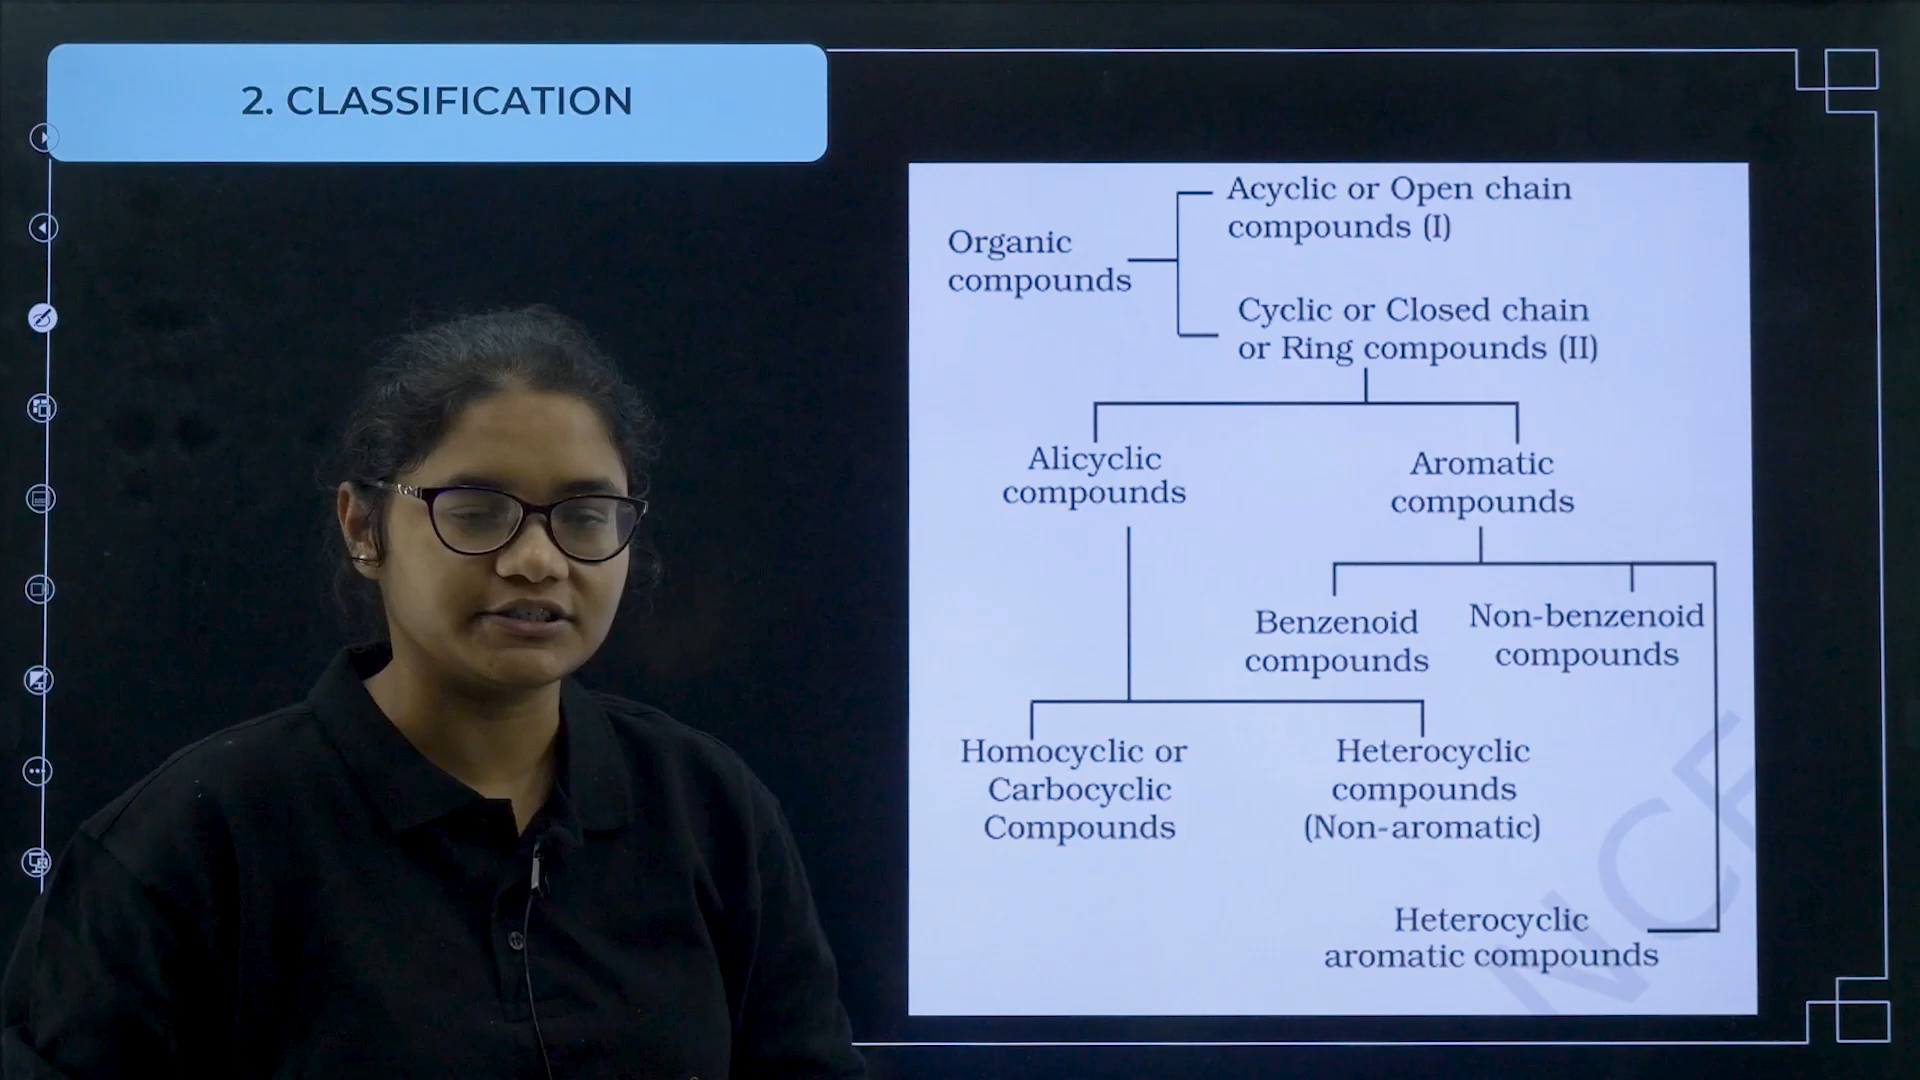 2. CLASSIFICATION
Organic
compounds
Acyclic or Open chain
compounds (I)
Cyclic or Closed chain
or Ring compounds (II)
Alicyclic
compounds
Aromatic
compounds
Benzenoid
compounds
Non-benzenoid
compounds
Homocyclic or
Carbocyclic
Compounds
Heterocyclic
compounds
(Non-aromatic)
Heterocyclic
aromatic compounds